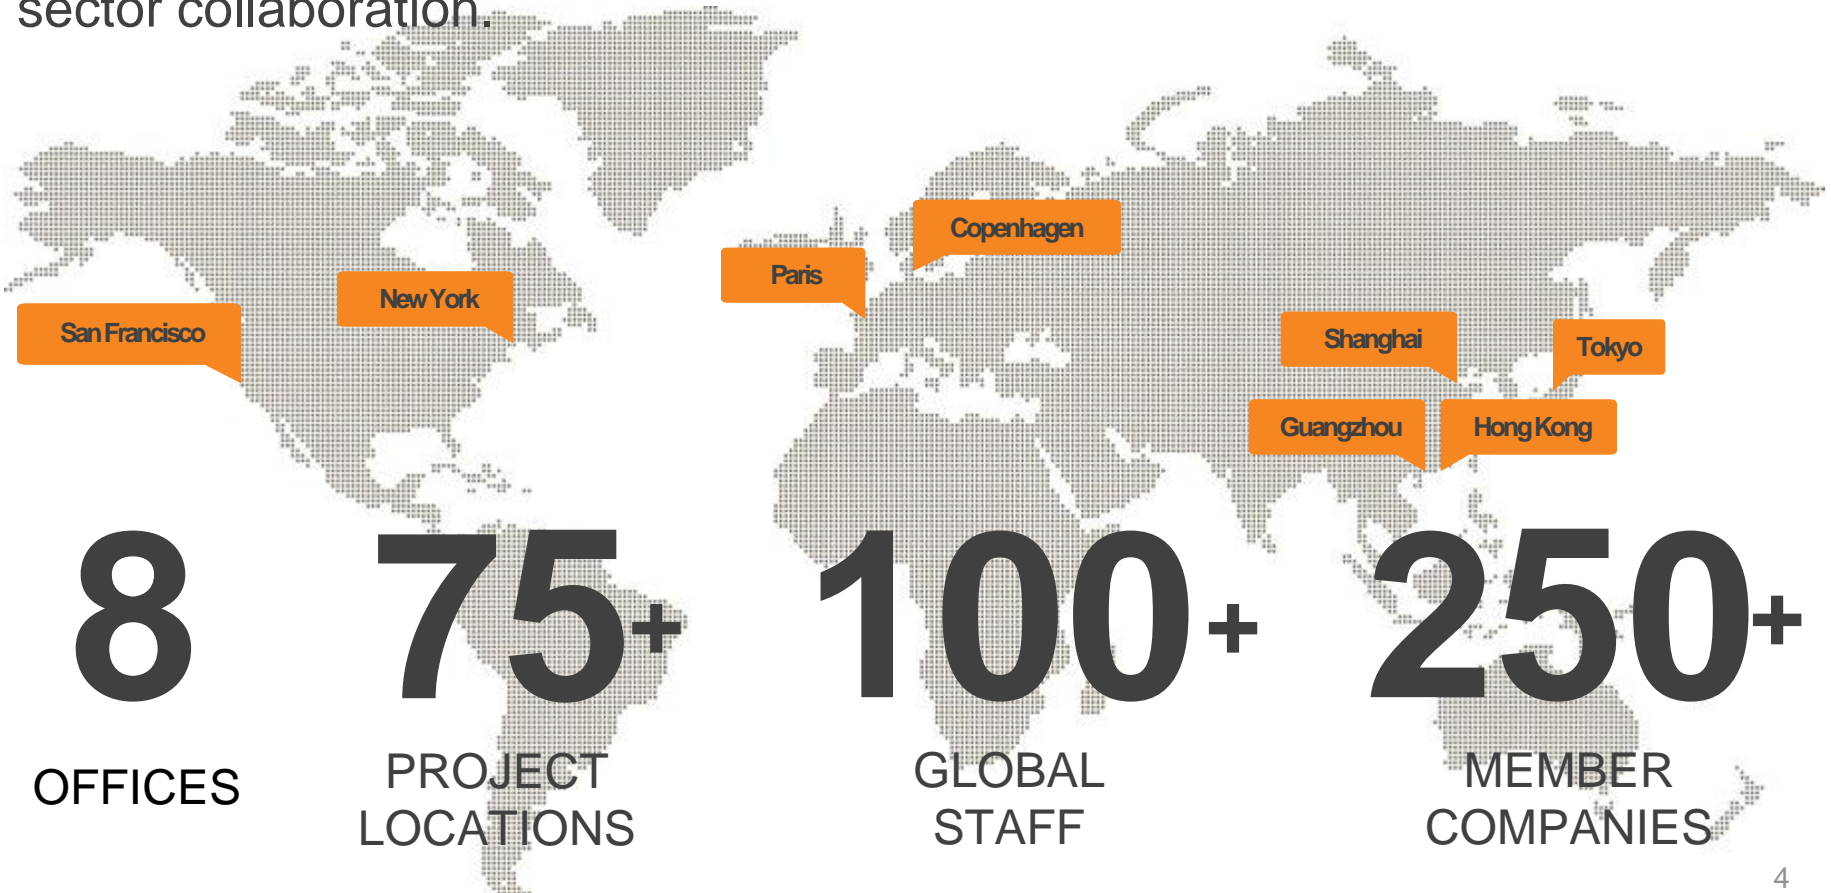 sector collaboration.
Copenhagen
Paris
New York
San Francisco
Shanghai
Tokyo
Guangzhou
Hong Kong
8
75+
100+
250+
OFFICES
PROJECT
LOCATIONS
GLOBAL
STAFF
MEMBER
COMPANIES
4